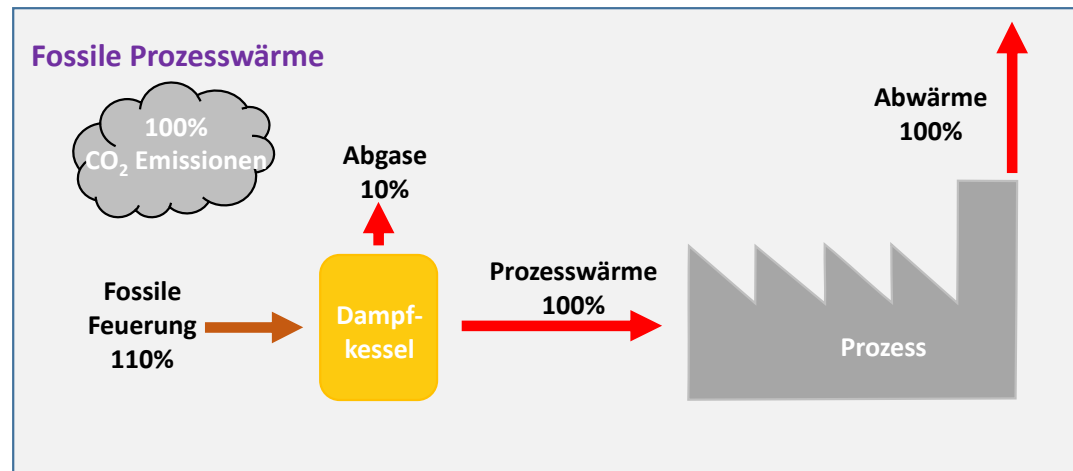 Fossile Prozesswärme
100%
CO₂ Emissionen
Abgase
10%
Abwärme
100%
Fossile
Feuerung
110%
Dampf-
kessel
Prozesswärme
100%
Prozess